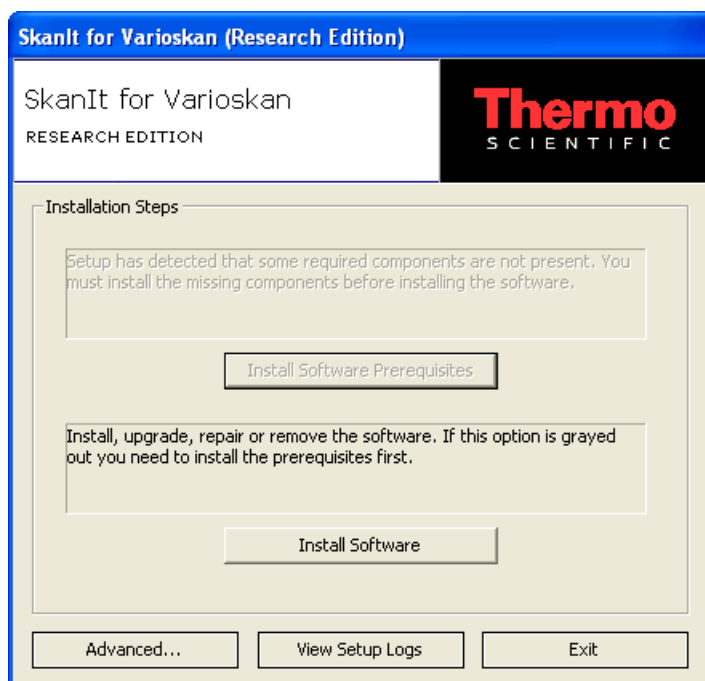 SkanIt for Varioskan (Research Edition)
SkanIt for Varioskan
RESEARCH EDITION
Thermo
SCIENTIFIC
Installation Steps
Setup has detected that some required components are not present. You
must install the missing components before installing the software.
Install Software Prerequisites
Install, upgrade, repair or remove the software. If this option is grayed
out you need to install the prerequisites first.
Install Software
Advanced...
View Setup Logs
Exit